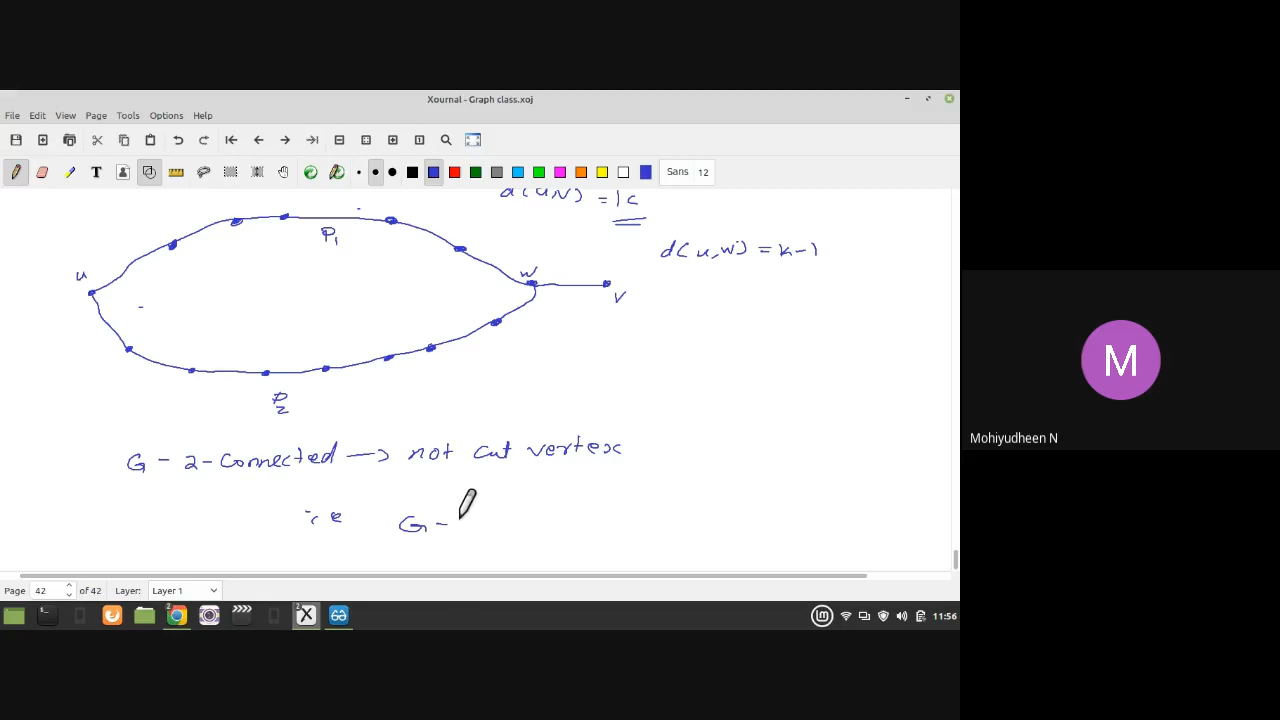 Xournal - Graph class.xoj
File Edit View Page Tools Options Help
Sans 12
d(u,v) = k
P1
d(u,w) = k-1
u
w
v
P2
G - 2-connected → not cut vertex
i.e G -
Page 42 of 42 Layer: Layer 1
11:56
M
Mohiyudheen N